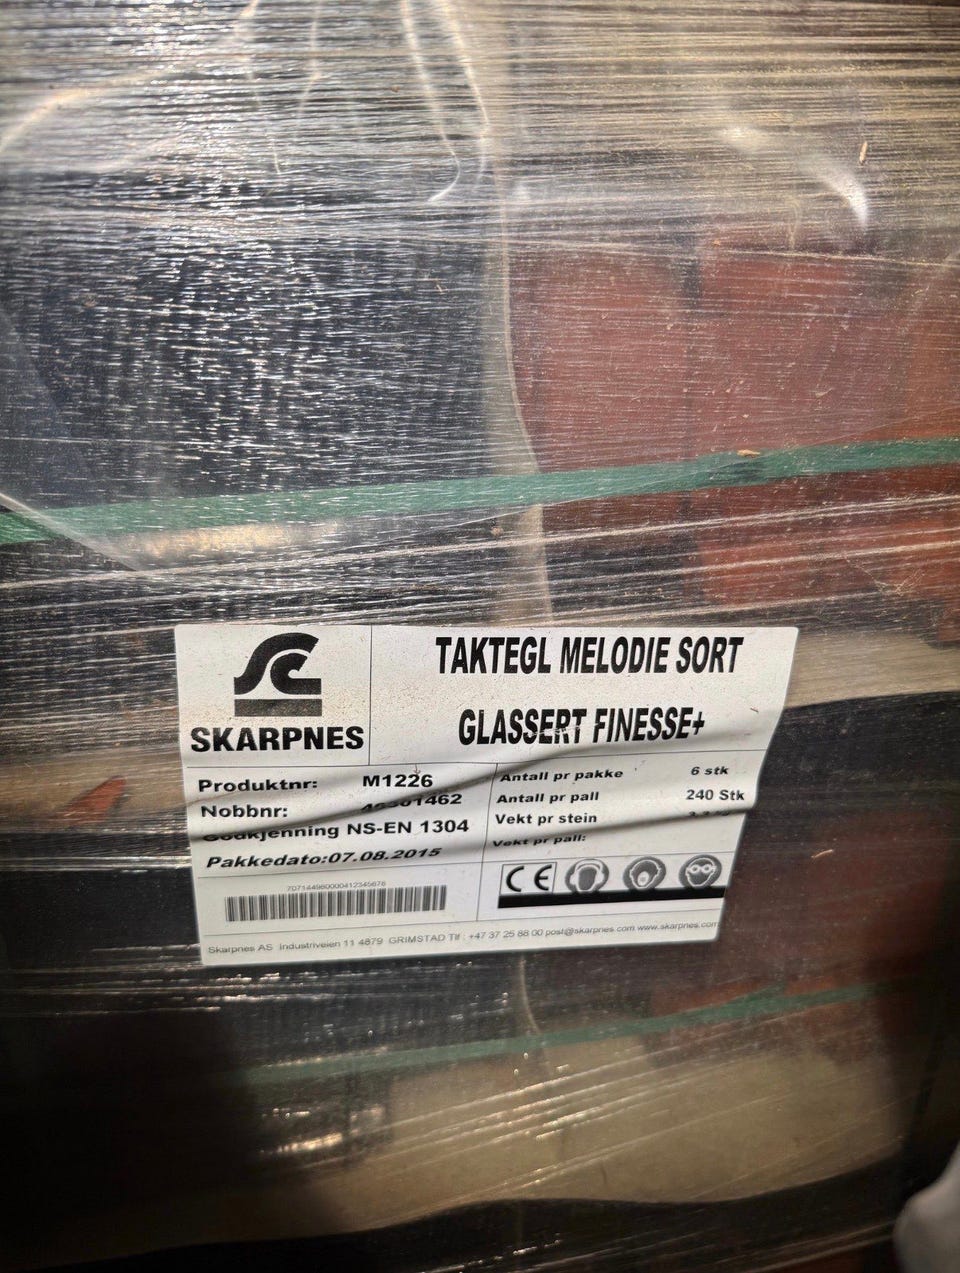 SKARPNES
TAKTEGL MELODIE SORT
GLASSERT FINESSE+
Produktnr: M1226
Nobbnr:
Godkjenning NS-EN 1304
Pakkedato:07.08.2015
Antall pr pakke 6 stk
Antall pr pall 240 Stk
Vekt pr stein
Vekt pr pall:
CE
Skarpnes AS Industriveien 11 4879 GRIMSTAD Tlf : +47 37 25 88 00 post@skarpnes.com www.skarpnes.com